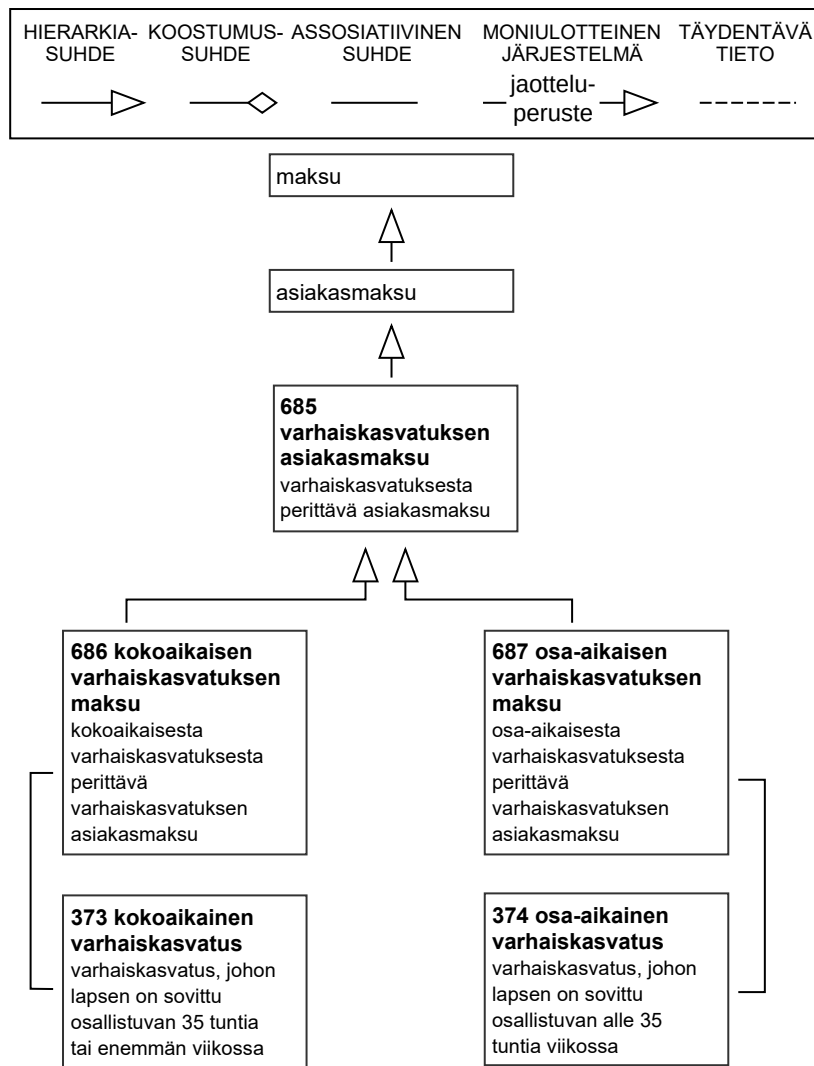 HIERARKIA-
SUHDE
KOOSTUMUS-
SUHDE
ASSOSIATIIVINEN
SUHDE
MONIULOTTEINEN
JÄRJESTELMÄ
jaottelu-
peruste
TÄYDENTÄVÄ
TIETO
maksu
asiakasmaksu
685
varhaiskasvatuksen
asiakasmaksu
varhaiskasvatuksesta
perittävä asiakasmaksu
686 kokoaikaisen
varhaiskasvatuksen
maksu
kokoaikaisesta
varhaiskasvatuksesta
perittävä
varhaiskasvatuksen
asiakasmaksu
687 osa-aikaisen
varhaiskasvatuksen
maksu
osa-aikaisesta
varhaiskasvatuksesta
perittävä
varhaiskasvatuksen
asiakasmaksu
373 kokoaikainen
varhaiskasvatus
varhaiskasvatus, johon
lapsen on sovittu
osallistuvan 35 tuntia
tai enemmän viikossa
374 osa-aikainen
varhaiskasvatus
varhaiskasvatus, johon
lapsen on sovittu
osallistuvan alle 35
tuntia viikossa